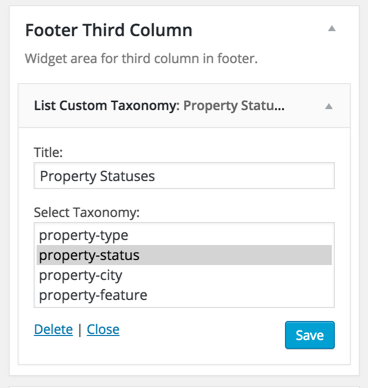 Footer Third Column
Widget area for third column in footer.
List Custom Taxonomy: Property Statu...
Title:
Property Statuses
Select Taxonomy:
property-type
property-status
property-city
property-feature
Delete | Close
Save